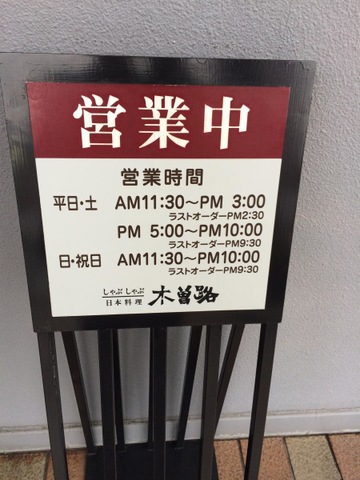 営業中
営業時間
平日・土 AM11:30〜PM 3:00
ラストオーダーPM2:30
PM 5:00〜PM10:00
ラストオーダーPM9:30
日・祝日 AM11:30〜PM10:00
ラストオーダーPM9:30
しゃぶしゃぶ
日本料理 木曽路